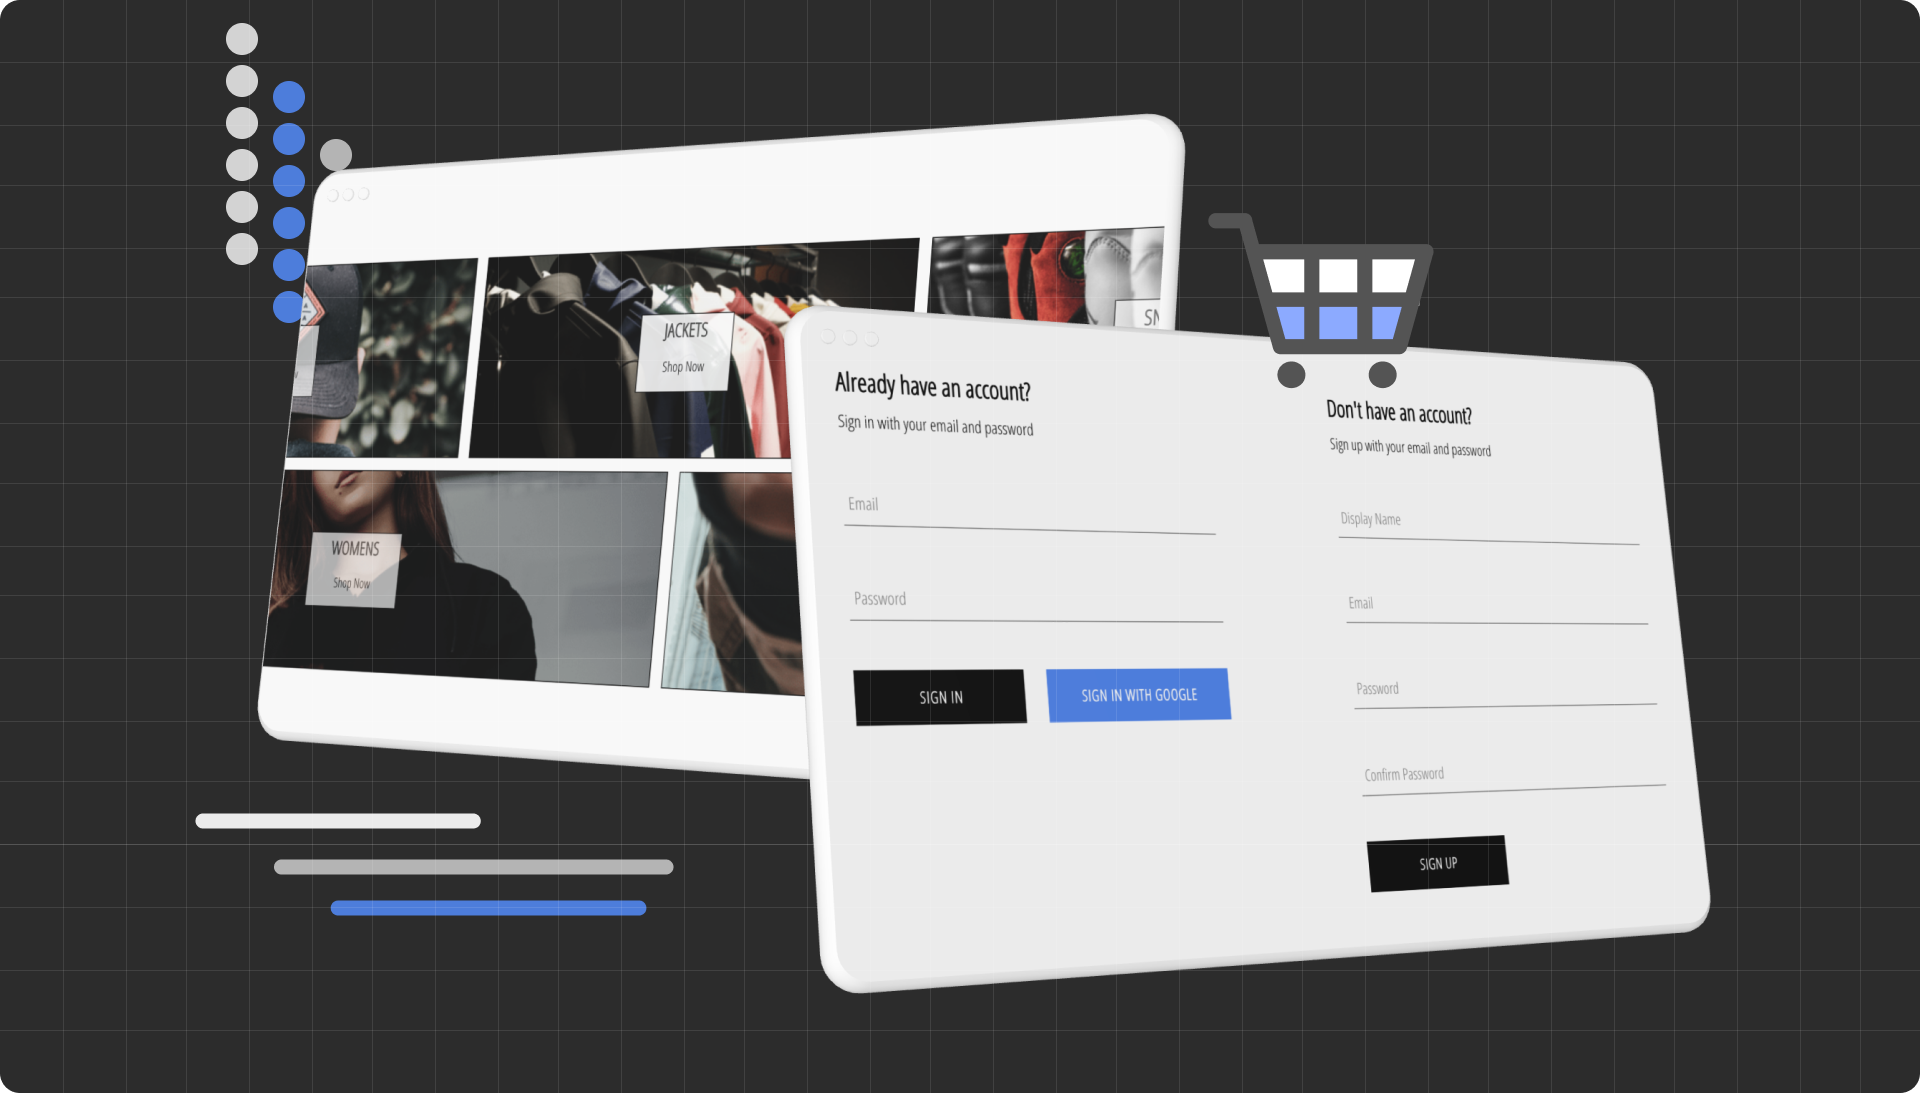 JACKETS
Shop Now
SN
WOMENS
Shop Now
Already have an account?
Sign in with your email and password
Email
Password
SIGN IN
SIGN IN WITH GOOGLE
Don't have an account?
Sign up with your email and password
Display Name
Email
Password
Confirm Password
SIGN UP